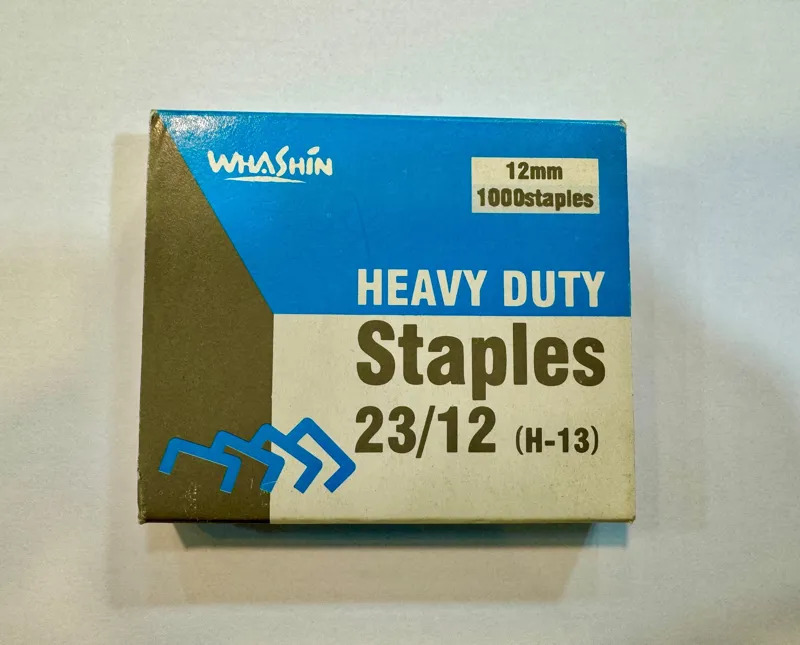 WHASHIN
12mm
1000staples
HEAVY DUTY
Staples
23/12 (H-13)